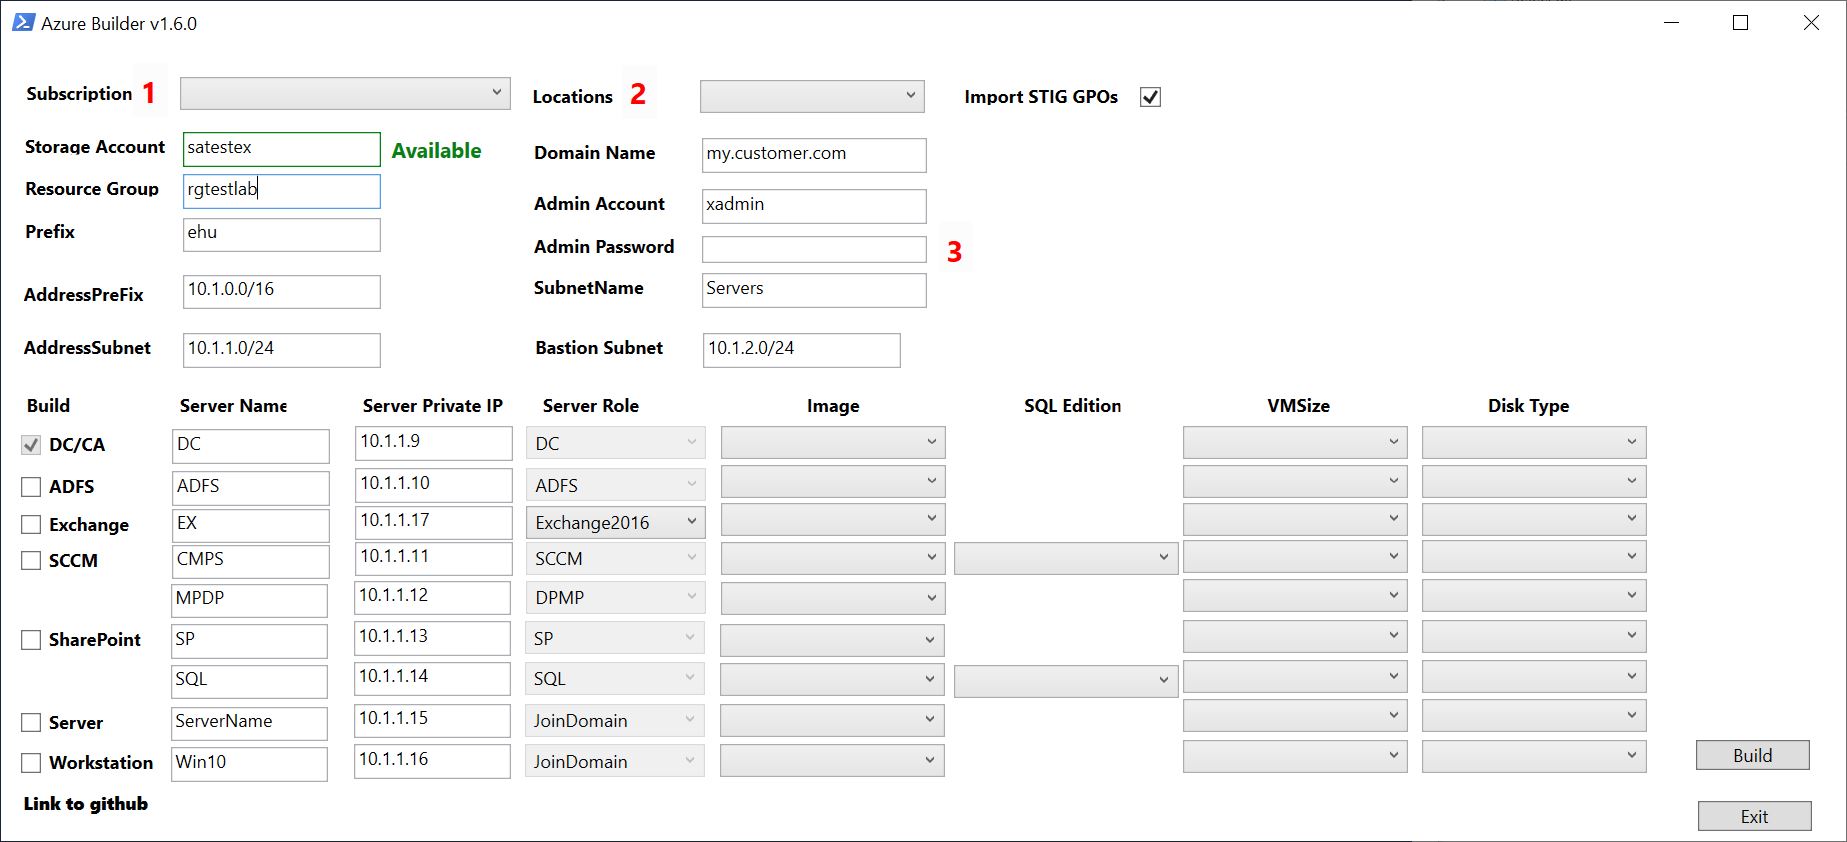 Azure Builder v1.6.0
Subscription 1 Locations 2 Import STIG GPOs
Storage Account satestex Available Domain Name my.customer.com
Resource Group rgtestlab Admin Account xadmin
Prefix ehu Admin Password 3
AddressPreFix 10.1.0.0/16 SubnetName Servers
AddressSubnet 10.1.1.0/24 Bastion Subnet 10.1.2.0/24
Build Server Name Server Private IP Server Role Image SQL Edition VMSize Disk Type
DC/CA DC 10.1.1.9 DC
ADFS ADFS 10.1.1.10 ADFS
Exchange EX 10.1.1.17 Exchange2016
SCCM CMPS 10.1.1.11 SCCM
MPDP 10.1.1.12 DPMP
SharePoint SP 10.1.1.13 SP
SQL 10.1.1.14 SQL
Server ServerName 10.1.1.15 JoinDomain
Workstation Win10 10.1.1.16 JoinDomain
Build
Link to github
Exit